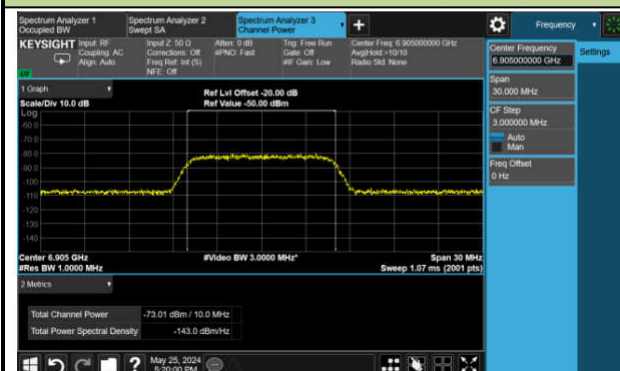 Spectrum Analyzer 1
Occupied BW
Spectrum Analyzer 2
Swept SA
Spectrum Analyzer 3
Channel Power
+
Frequency
KEYSIGHT
Input: RF
Coupling: AC
Align: Auto
Input Z: 50 Ω
Corrections: Off
Freq Ref: Int (S)
NFE: Off
Atten: 0 dB
#PNO: Fast
Trig: Free Run
Gate: Off
#IF Gain: Low
Center Freq: 6.905000000 GHz
Avg|Hold:>10/10
Radio Std: None
Center Frequency
6.905000000 GHz
Settings
Span
30.000 MHz
CF Step
3.000000 MHz
Auto
Man
Freq Offset
0 Hz
1 Graph
Scale/Div 10.0 dB
Ref Lvl Offset -20.00 dB
Ref Value -50.00 dBm
Log
-60.0
-70.0
-80.0
-90.0
-100
-110
-120
-130
-140
Center 6.905 GHz
#Res BW 1.0000 MHz
#Video BW 3.0000 MHz*
Span 30 MHz
Sweep 1.07 ms (2001 pts)
2 Metrics
Total Channel Power
-73.01 dBm / 10.0 MHz
Total Power Spectral Density
-143.0 dBm/Hz
?
May 25, 2024
5:20:00 PM